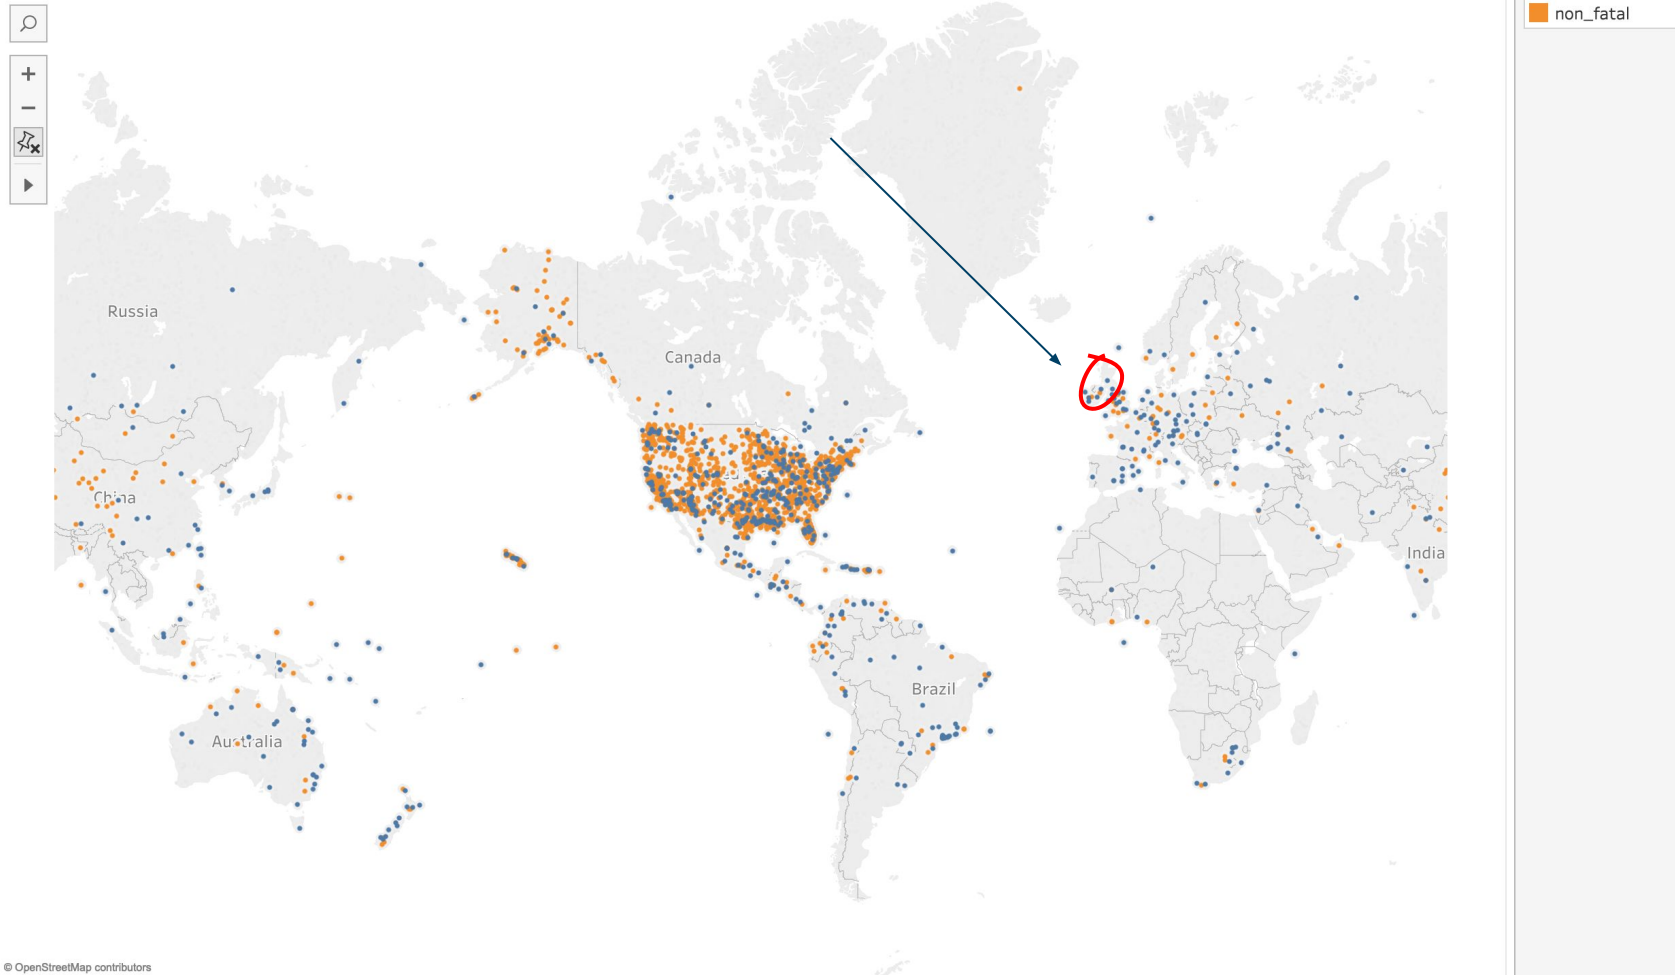 non_fatal
Russia
Canada
China
India
Brazil
Australia
© OpenStreetMap contributors